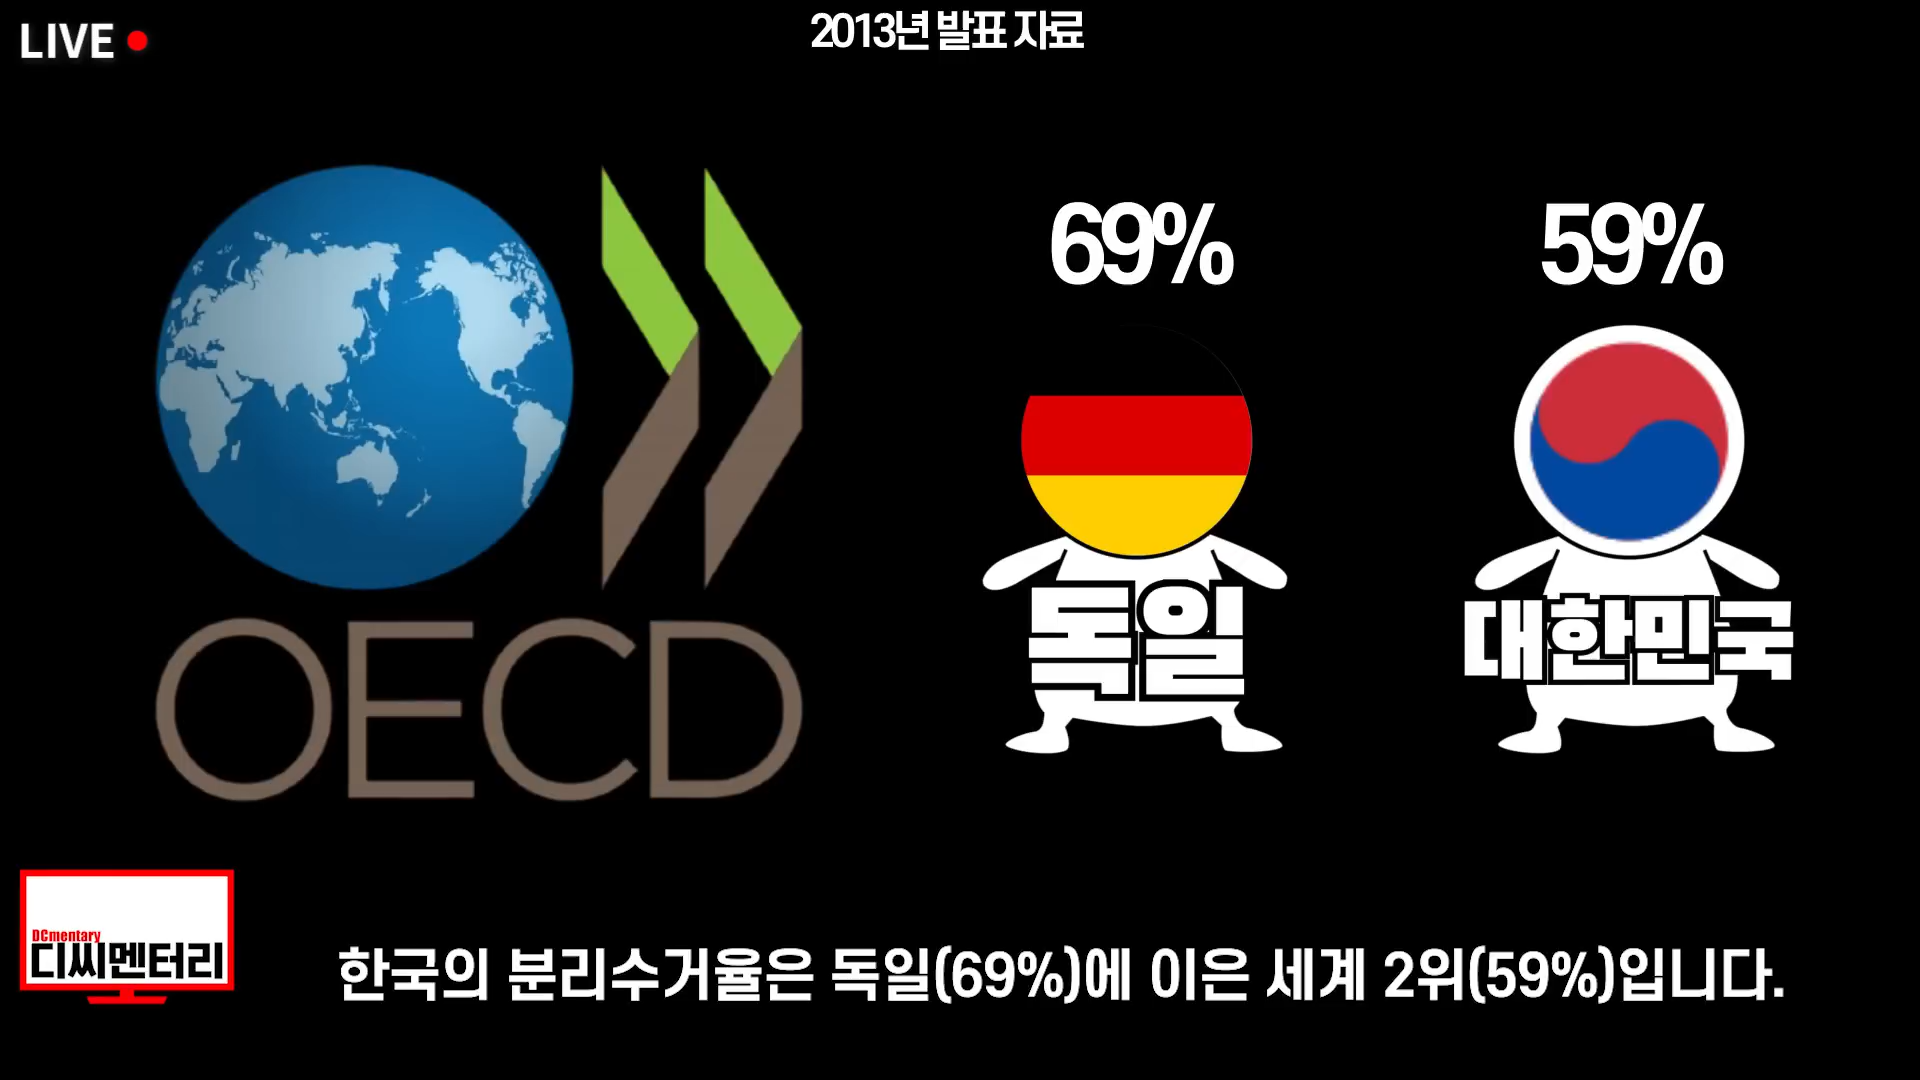 LIVE
2013년 발표 자료
OECD
69%
59%
독일
대한민국
DCmentary
디씨멘터리
한국의 분리수거율은 독일(69%)에 이은 세계 2위(59%)입니다.